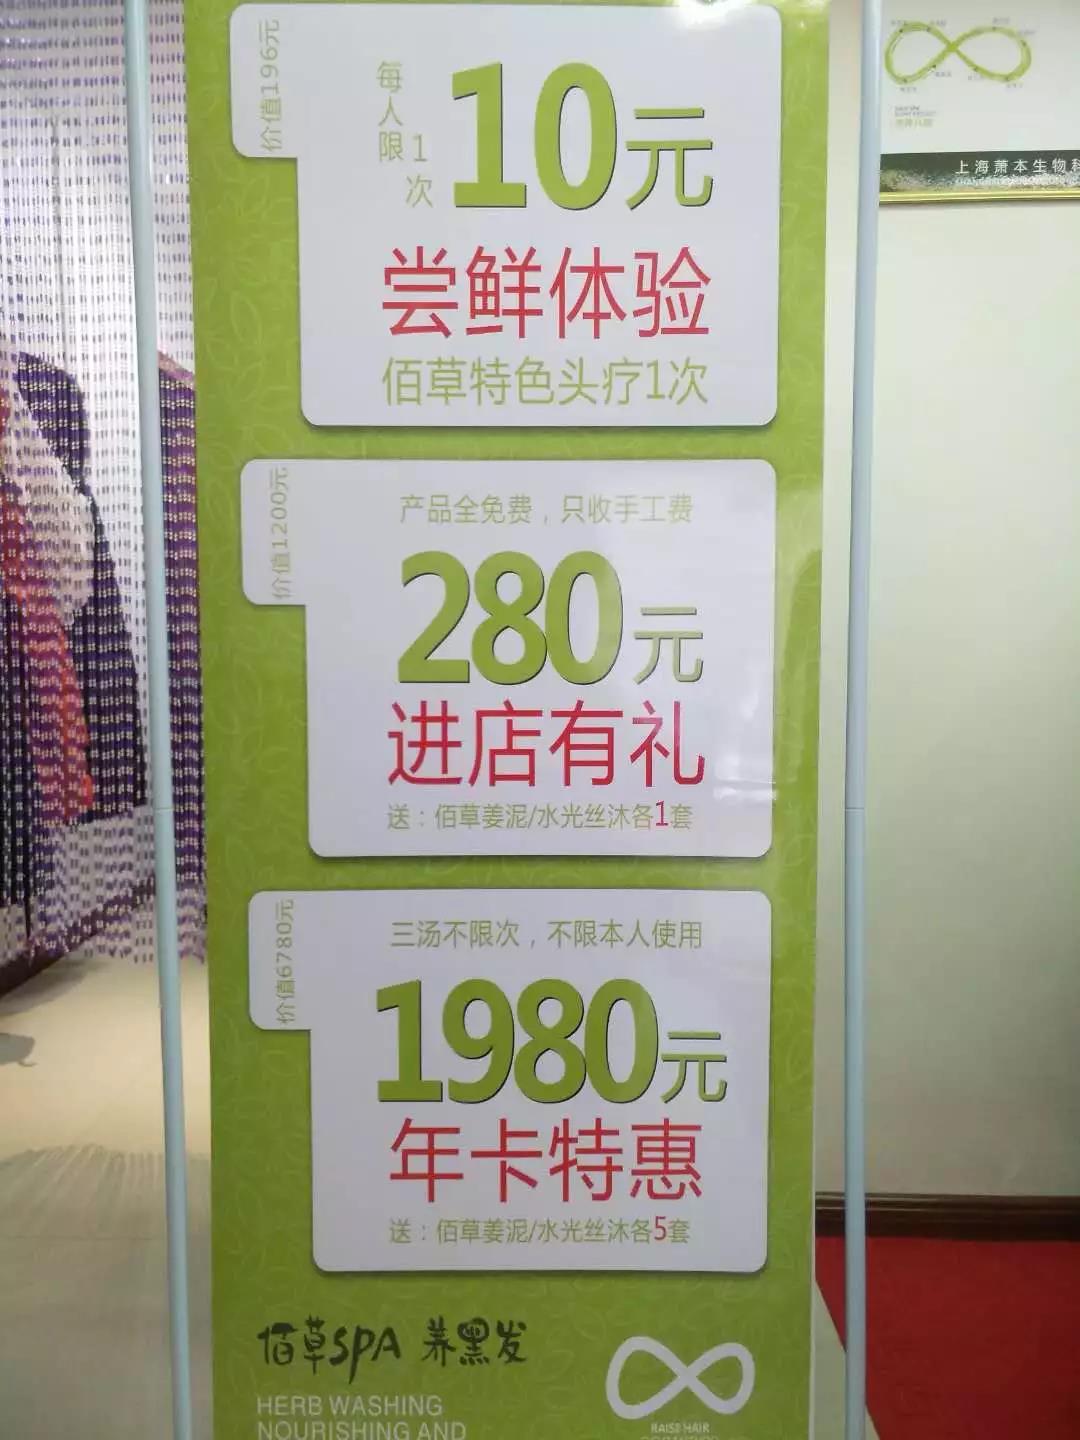 价值196元
每人限1次
10元
尝鲜体验
佰草特色头疗1次
价值1200元
产品全免费，只收手工费
280元
进店有礼
送：佰草姜泥/水光丝沐各1套
价值6780元
三汤不限次，不限本人使用
1980元
年卡特惠
送：佰草姜泥/水光丝沐各5套
佰草SPA 养黑发
HERB WASHING
NOURISHING AND
RAISE HAIR
上海萧本生物科